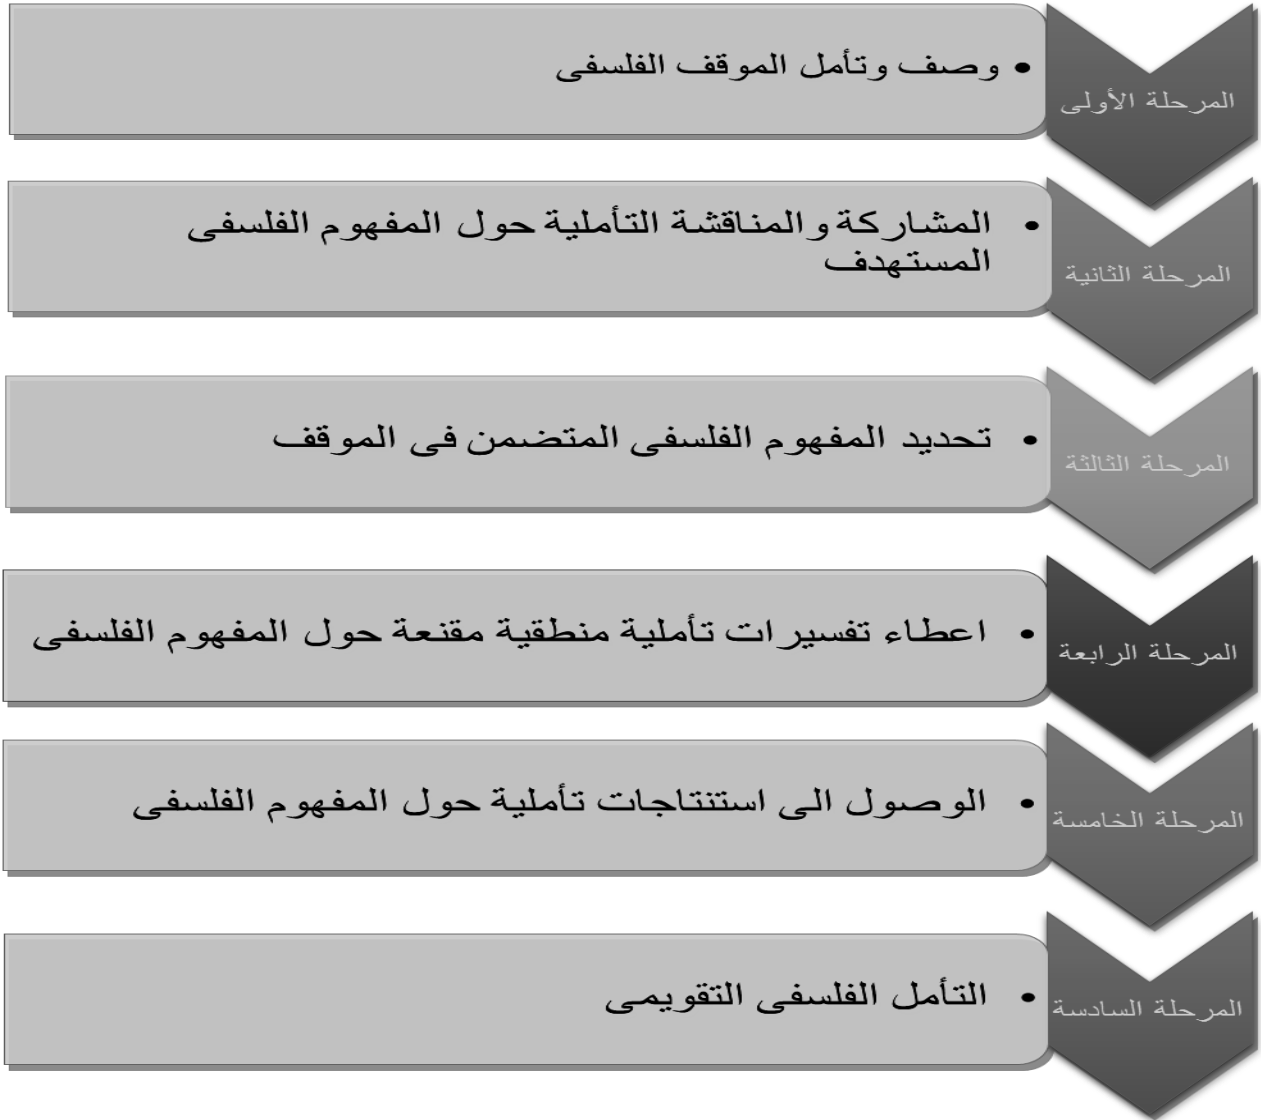 المرحلة الأولى
• وصف وتأمل الموقف الفلسفى
المرحلة الثانية
• المشاركة والمناقشة التأملية حول المفهوم الفلسفى
المستهدف
المرحلة الثالثة
• تحديد المفهوم الفلسفى المتضمن فى الموقف
المرحلة الرابعة
• اعطاء تفسيرات تأملية منطقية مقنعة حول المفهوم الفلسفى
المرحلة الخامسة
• الوصول الى استنتاجات تأملية حول المفهوم الفلسفى
المرحلة السادسة
• التأمل الفلسفى التقويمى